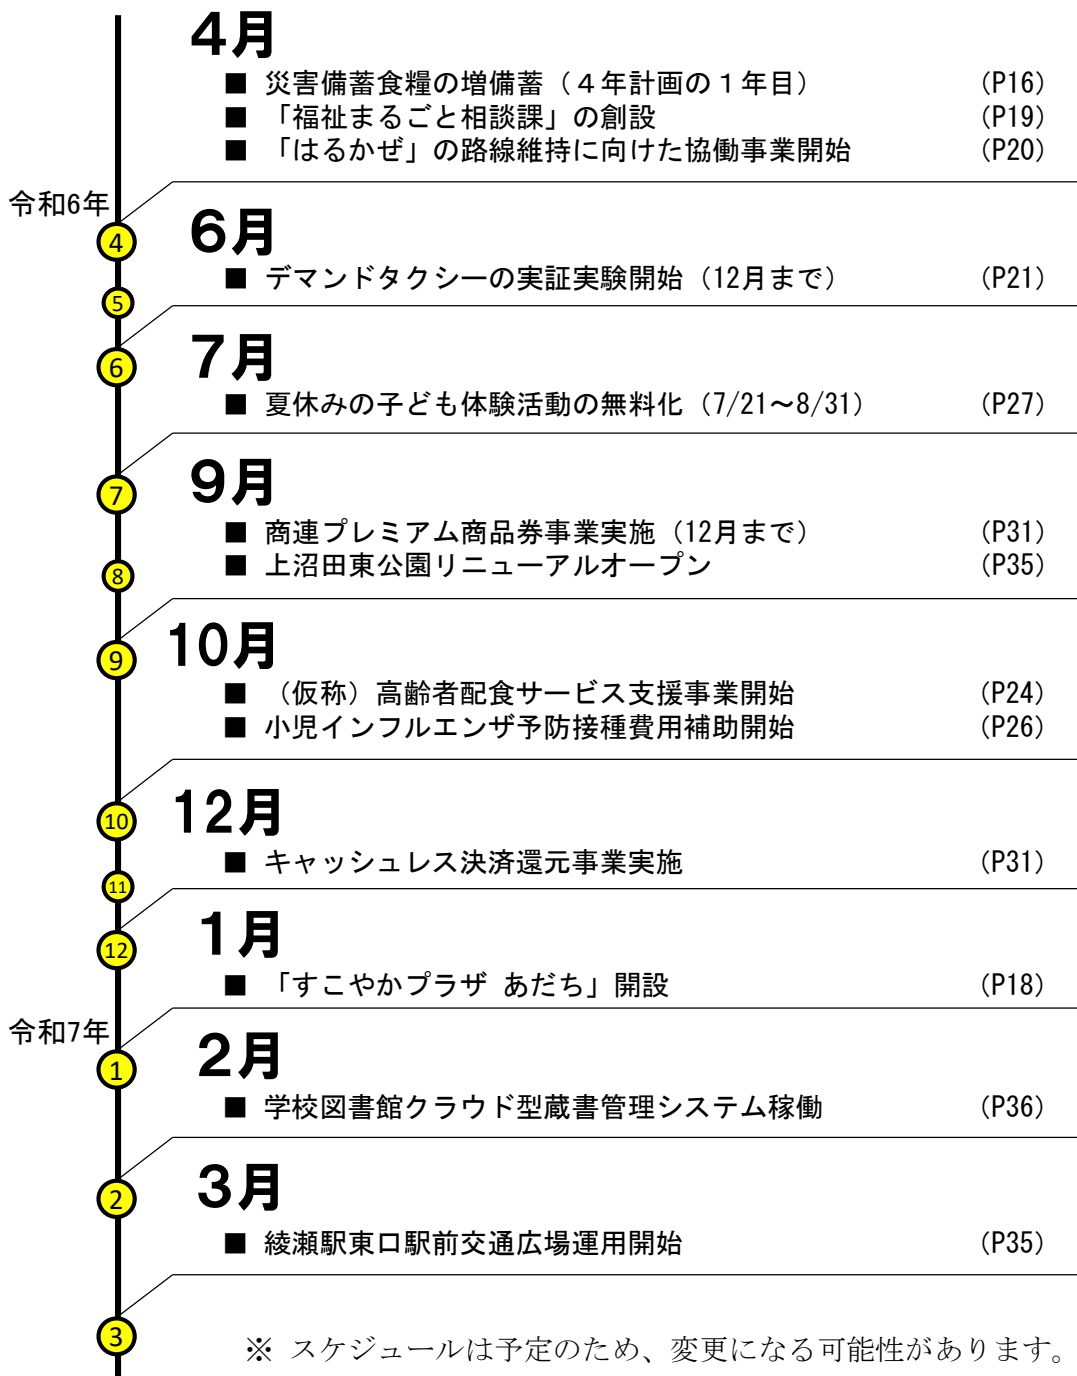 4月
■ 災害備蓄食糧の増備蓄（４年計画の１年目） (P16)
■ 「福祉まるごと相談課」の創設 (P19)
■ 「はるかぜ」の路線維持に向けた協働事業開始 (P20)
令和6年
4
6月
■ デマンドタクシーの実証実験開始（12月まで） (P21)
5
6
7月
■ 夏休みの子ども体験活動の無料化（7/21～8/31） (P27)
7
9月
■ 商連プレミアム商品券事業実施（12月まで） (P31)
■ 上沼田東公園リニューアルオープン (P35)
8
9
10月
■ （仮称）高齢者配食サービス支援事業開始 (P24)
■ 小児インフルエンザ予防接種費用補助開始 (P26)
10
12月
■ キャッシュレス決済還元事業実施 (P31)
11
12
1月
■ 「すこやかプラザ あだち」開設 (P18)
令和7年
1
2月
■ 学校図書館クラウド型蔵書管理システム稼働 (P36)
2
3月
■ 綾瀬駅東口駅前交通広場運用開始 (P35)
3
※ スケジュールは予定のため、変更になる可能性があります。